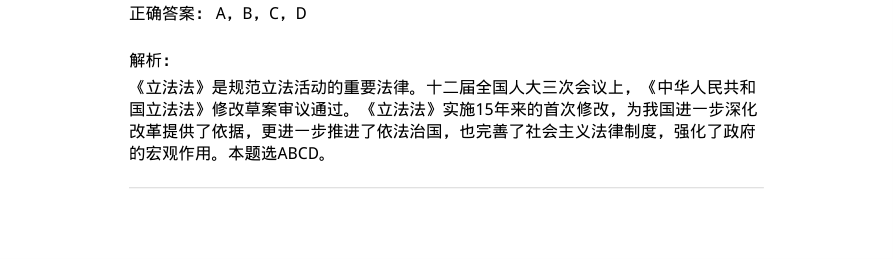 正确答案： A，B，C，D
解析：
《立法法》是规范立法活动的重要法律。十二届全国人大三次会议上，《中华人民共和
国立法法》修改草案审议通过。《立法法》实施15年来的首次修改，为我国进一步深化
改革提供了依据，更进一步推进了依法治国，也完善了社会主义法律制度，强化了政府
的宏观作用。本题选ABCD。